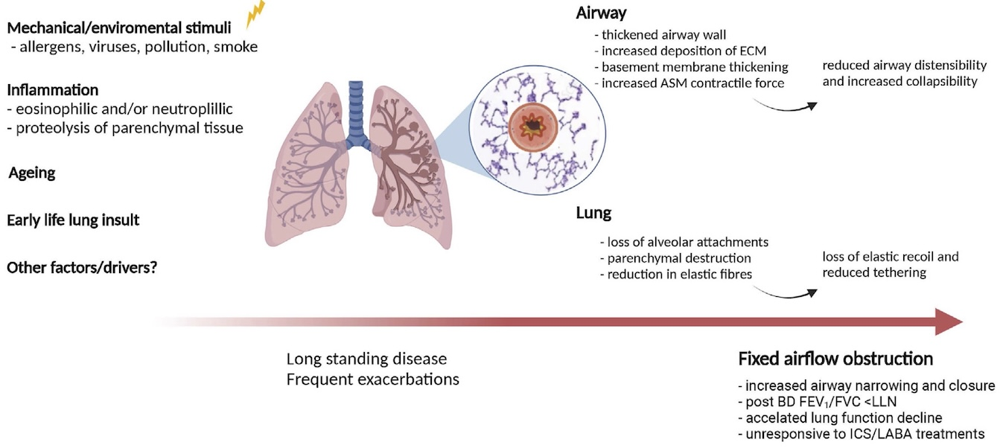 Mechanical/enviromental stimuli
- allergens, viruses, pollution, smoke
Inflammation
- eosinophilic and/or neutroplillic
- proteolysis of parenchymal tissue
Ageing
Early life lung insult
Other factors/drivers?
Airway
- thickened airway wall
- increased deposition of ECM
- basement membrane thickening
- increased ASM contractile force
reduced airway distensibility
and increased collapsibility
Lung
- loss of alveolar attachments
- parenchymal destruction
- reduction in elastic fibres
loss of elastic recoil and
reduced tethering
Long standing disease
Frequent exacerbations
Fixed airflow obstruction
- increased airway narrowing and closure
- post BD FEV₁/FVC <LLN
- accelated lung function decline
- unresponsive to ICS/LABA treatments